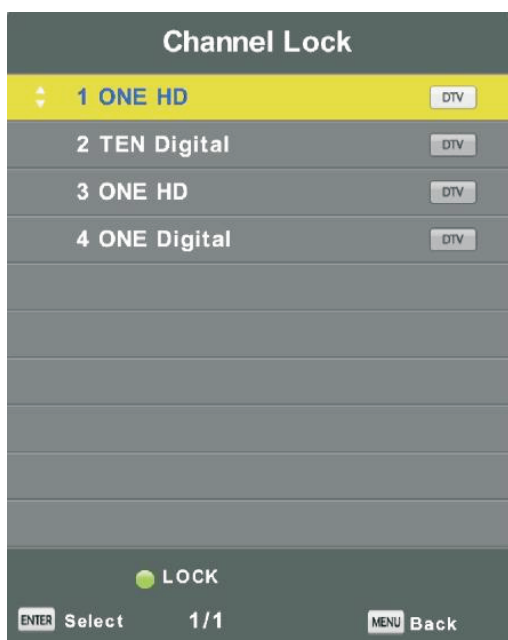 Channel Lock
1 ONE HD DTV
2 TEN Digital DTV
3 ONE HD DTV
4 ONE Digital DTV
LOCK
ENTER Select 1/1 MENU Back